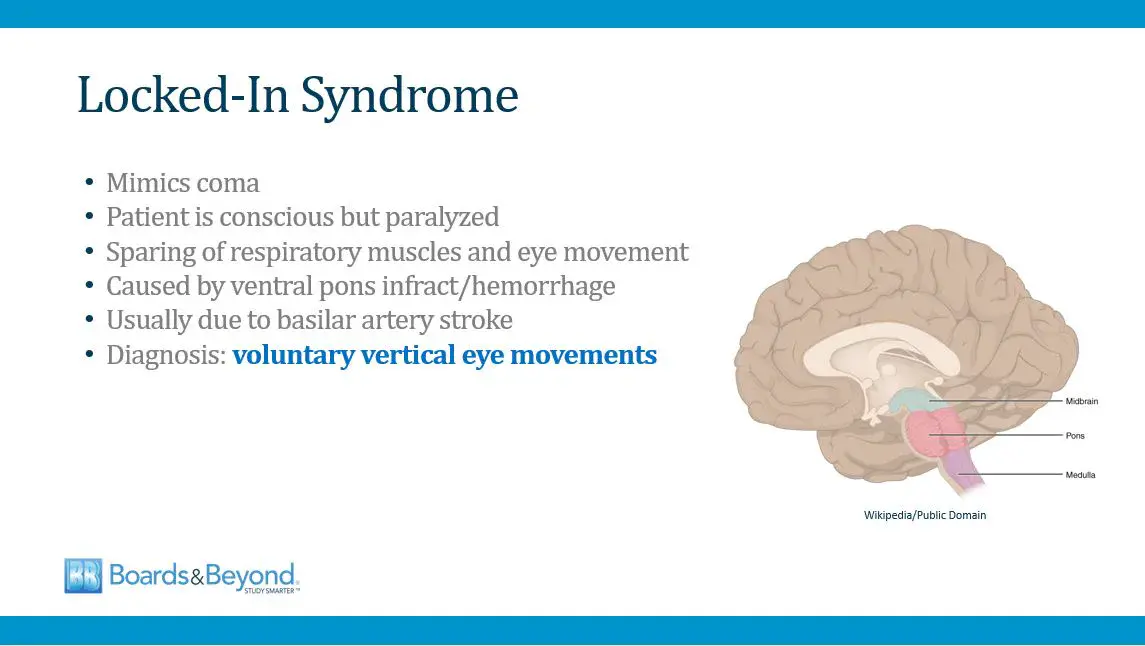 Locked-In Syndrome
• Mimics coma
• Patient is conscious but paralyzed
• Sparing of respiratory muscles and eye movement
• Caused by ventral pons infract/hemorrhage
• Usually due to basilar artery stroke
• Diagnosis: voluntary vertical eye movements
Midbrain
Pons
Medulla
Wikipedia/Public Domain
BB Boards&Beyond®
STUDY SMARTER™